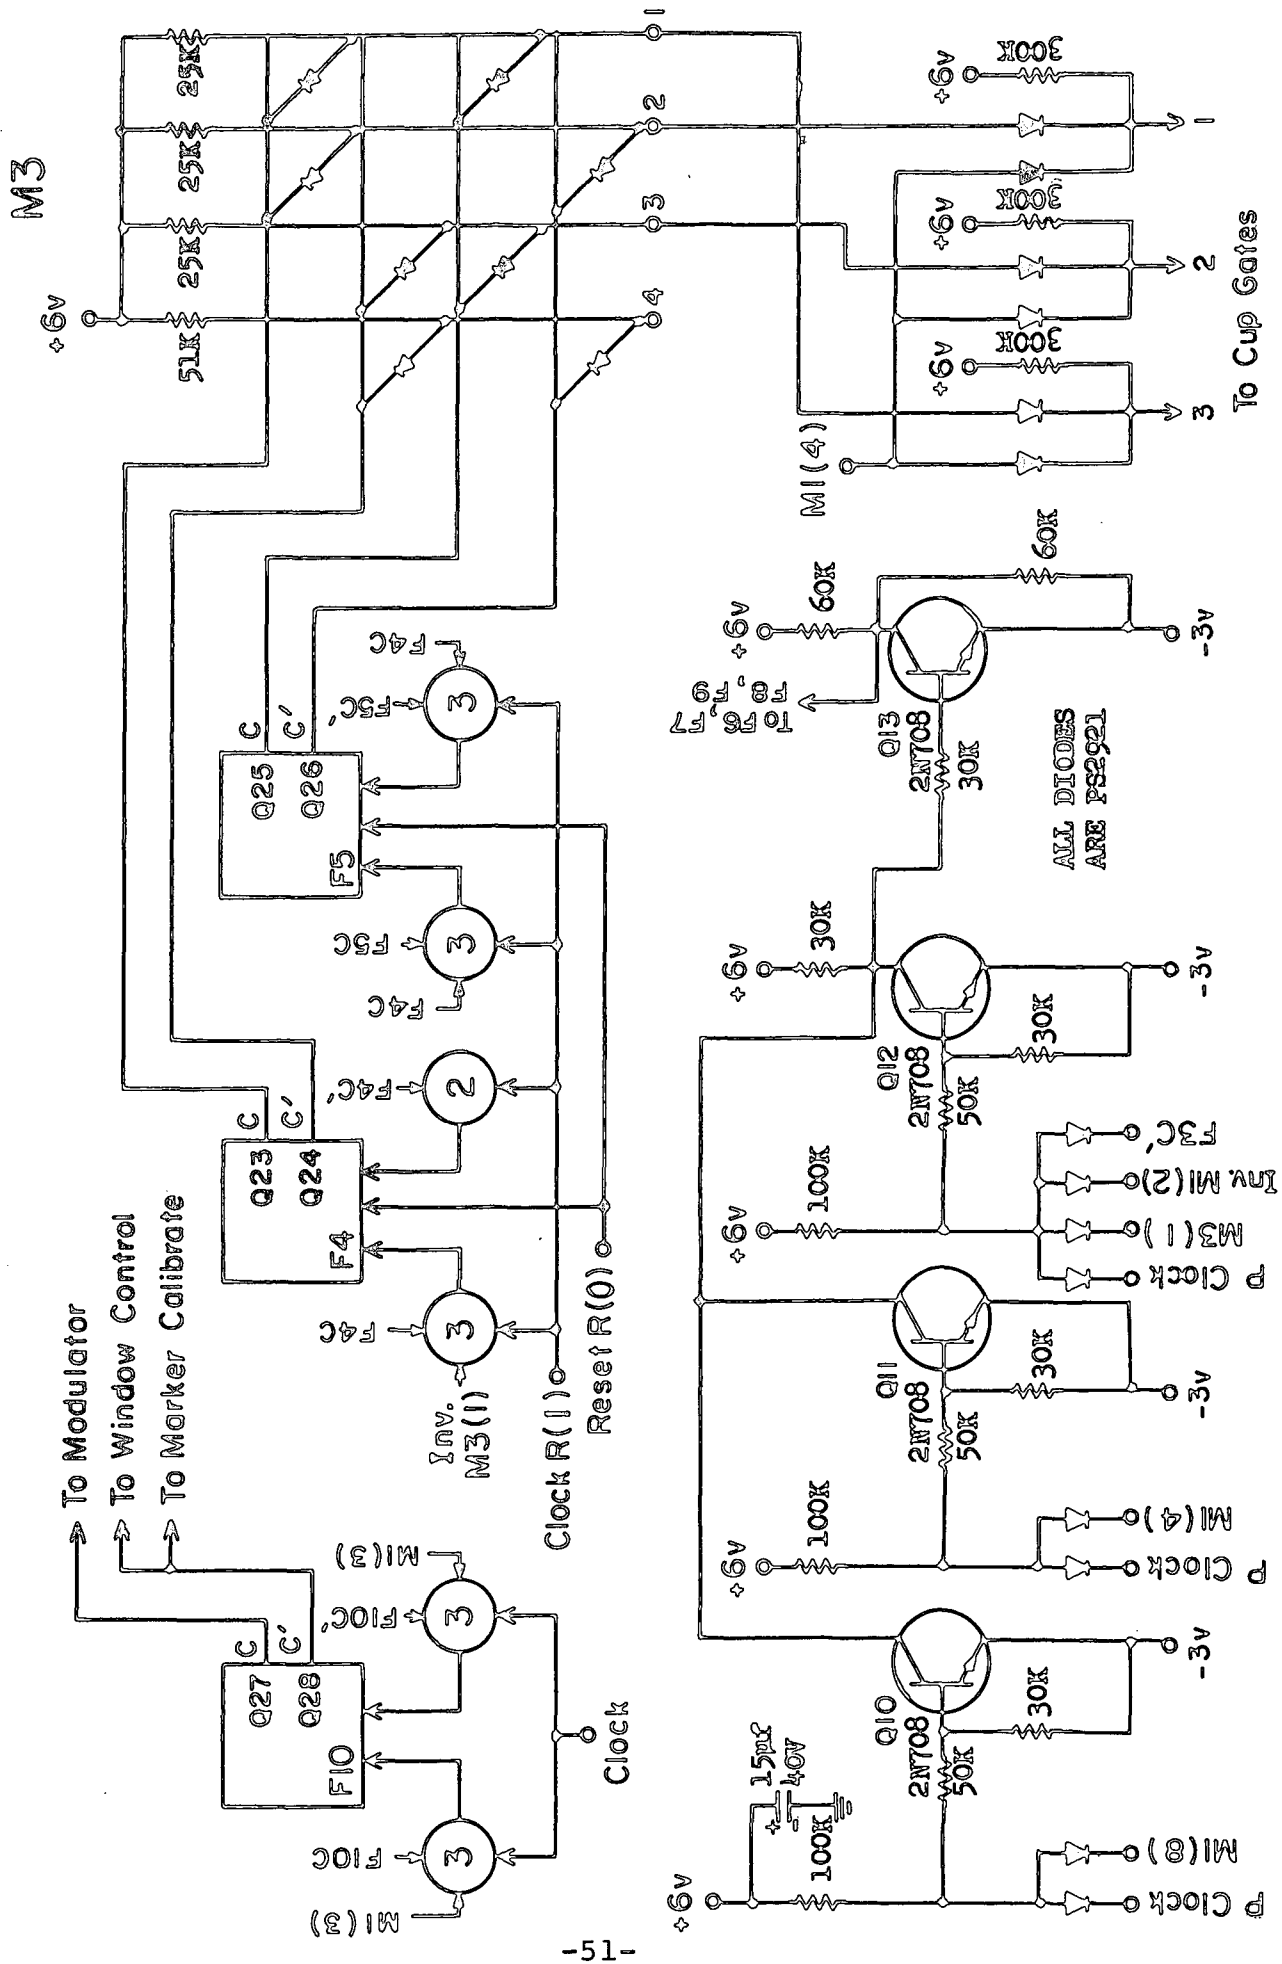 M3
+6v
51K
25K
25K
25K
4
3
2
1
To Modulator
To Window Control
To Marker Calibrate
C
C'
Q27
Q28
F10
C
C'
Q23
Q24
F4
C
C'
Q25
Q26
F5
M1(3)
F10C
3
F10C'
3
M1(3)
Clock
Inv.
M3(1)
F4C
3
F4C'
2
F4C
F5C
3
F5C'
3
F4C
Clock R(1)
Reset R(0)
+6v
15µf
40V
+
-
100K
Q10
2N708
50K
30K
-3v
P Clock
M1(8)
+6v
100K
Q11
2N708
50K
30K
-3v
P Clock
M1(4)
+6v
100K
+6v
30K
Q12
2N708
50K
30K
-3v
P Clock
M3(1)
Inv. M1(2)
F3C'
To F6, F7
F8, F9
+6v
60K
Q13
2N708
30K
60K
-3v
ALL DIODES
ARE PS2921
M1(4)
+6v
300K
+6v
300K
+6v
300K
3
2
1
To Cup Gates
-51-